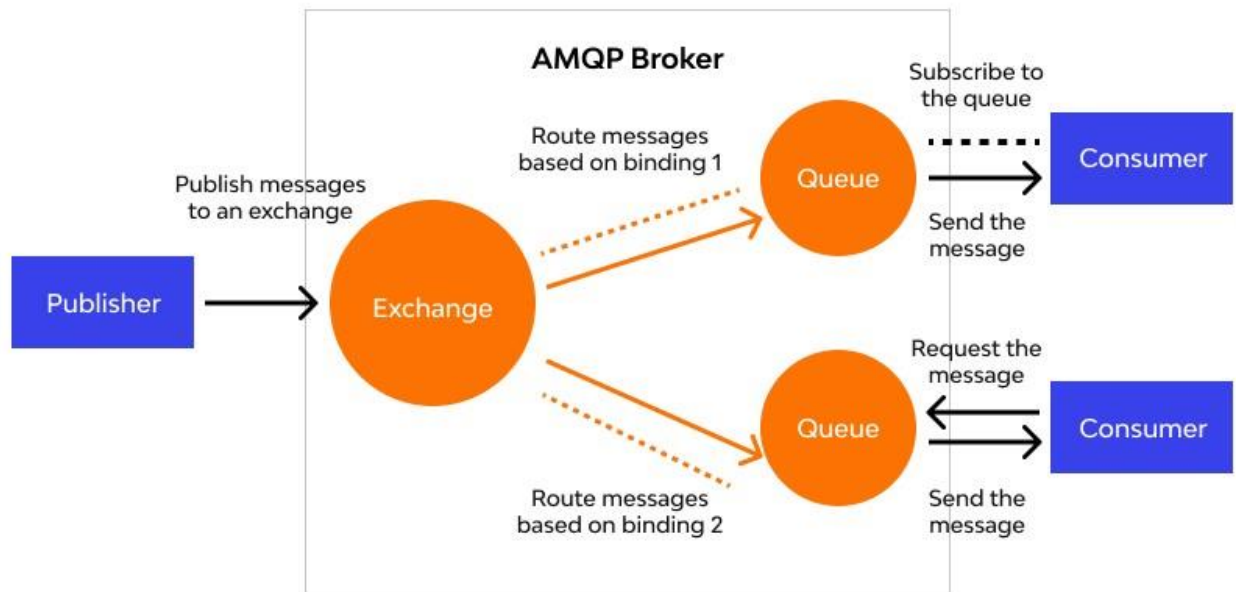 AMQP Broker
Subscribe to
the queue
Route messages
based on binding 1
Queue
Consumer
Publish messages
to an exchange
Send the
message
Publisher
Exchange
Request the
message
Queue
Consumer
Route messages
based on binding 2
Send the
message